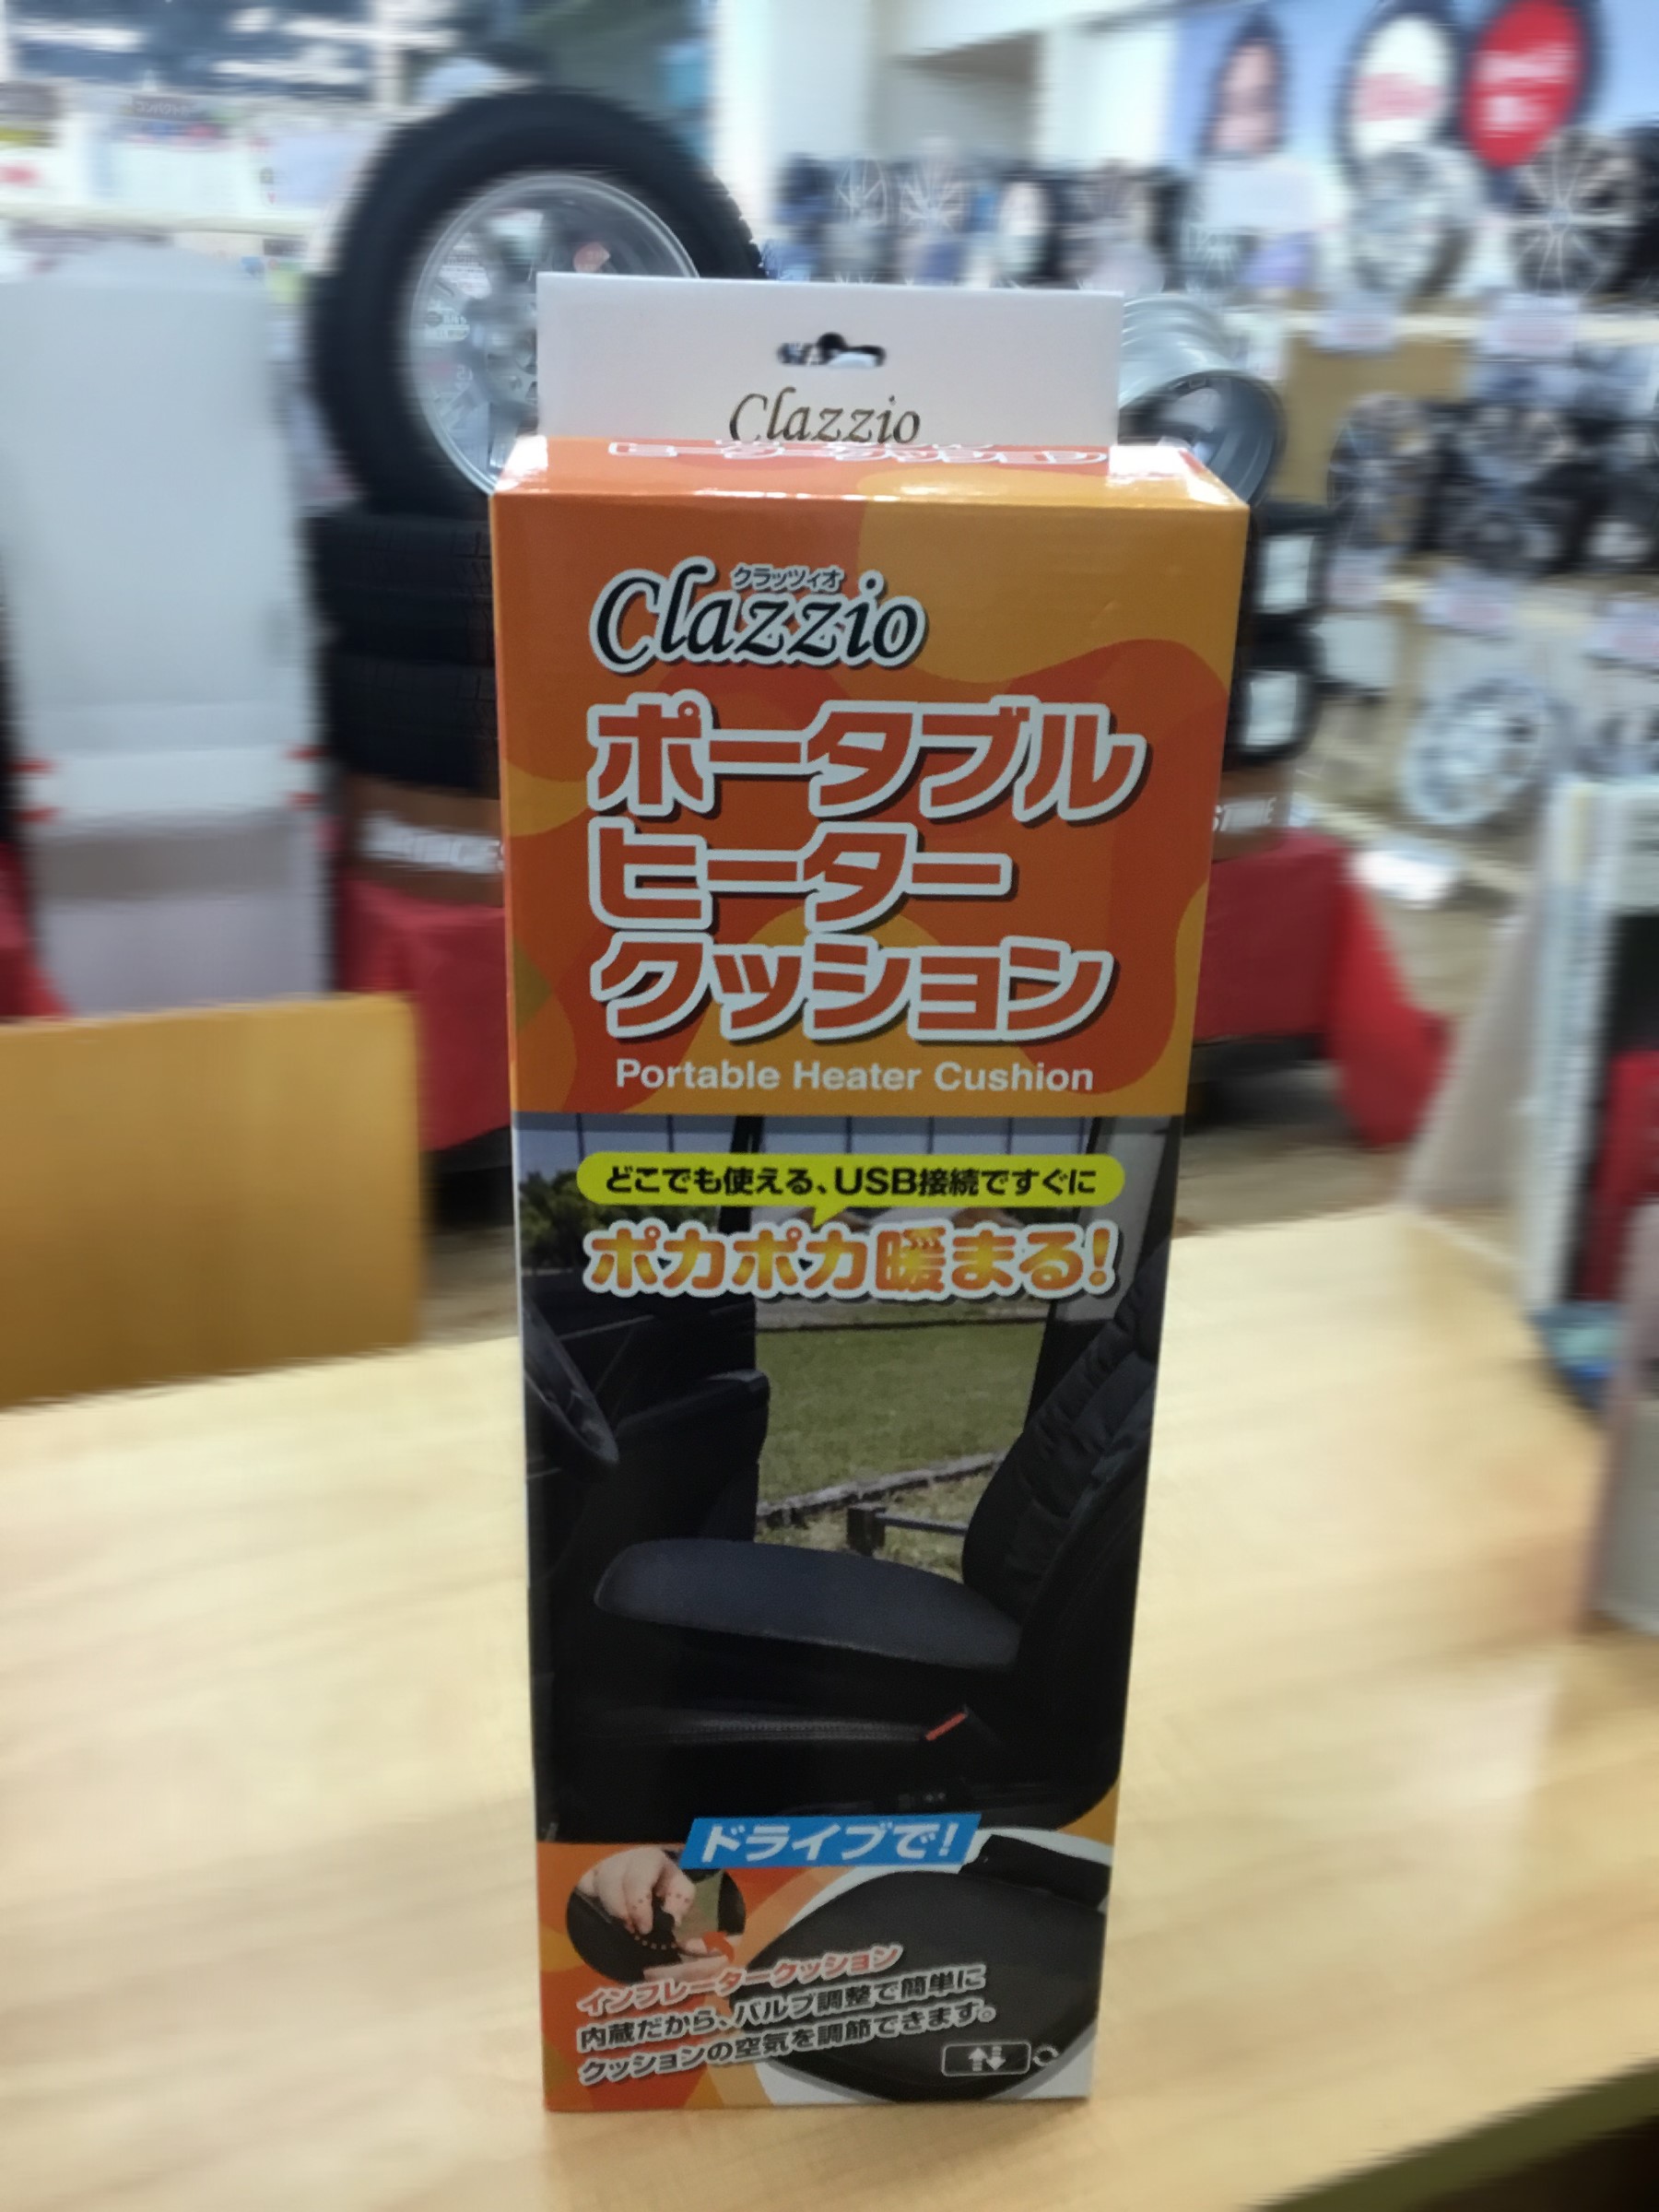 Clazzio
クラッツィオ
Clazzio
ポータブル
ヒーター
クッション
Portable Heater Cushion
どこでも使える、USB接続ですぐに
ポカポカ暖まる!
ドライブで!
インフレータークッション
内蔵だから、バルブ調整で簡単に
クッションの空気を調節できます。